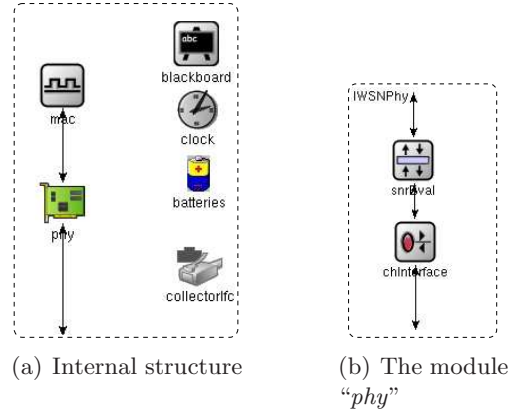 abc
blackboard
mac
clock
phy
batteries
collectorIfc
(a) Internal structure
IWSNPhy
snrEval
chInterface
(b) The module
“phy”